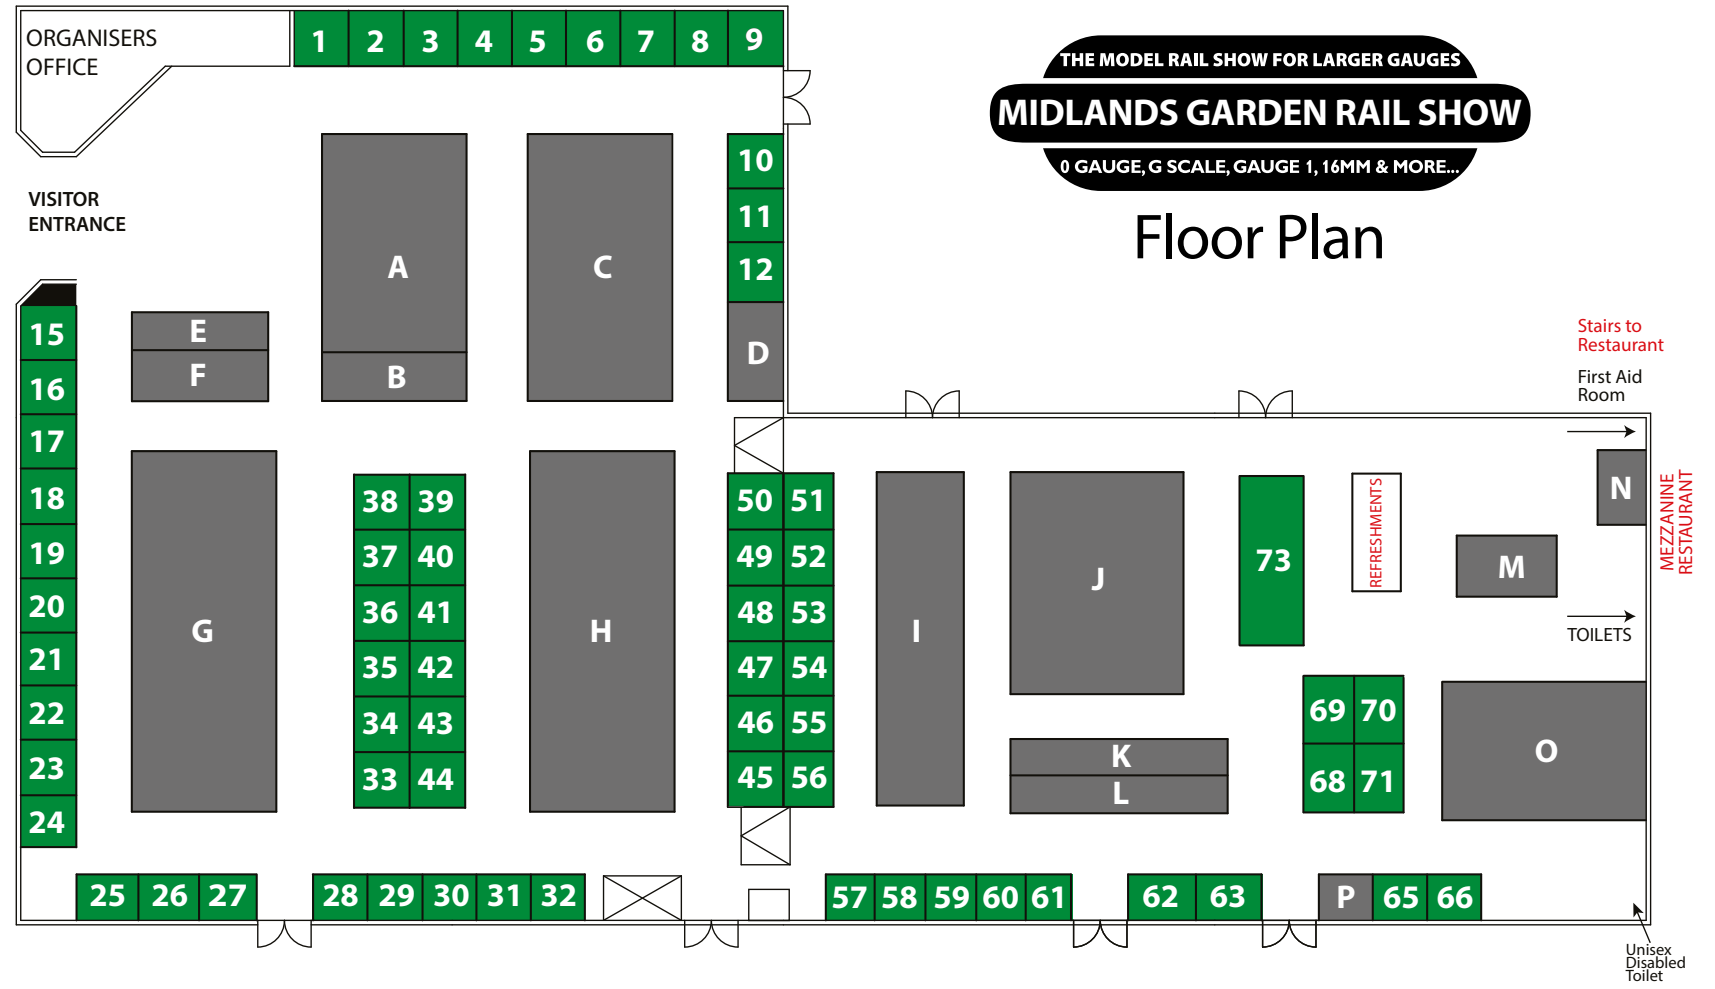 ORGANISERS
OFFICE
1 2 3 4 5 6 7 8 9
THE MODEL RAIL SHOW FOR LARGER GAUGES
MIDLANDS GARDEN RAIL SHOW
0 GAUGE, G SCALE, GAUGE 1, 16MM & MORE...
Floor Plan
VISITOR
ENTRANCE
10
11
12
A
C
D
B
E
F
15
16
17
18
19
20
21
22
23
24
G
38 39
37 40
36 41
35 42
34 43
33 44
H
50 51
49 52
48 53
47 54
46 55
45 56
I
J
K
L
73
REFRESHMENTS
Stairs to
Restaurant
First Aid
Room
N
MEZZANINE
RESTAURANT
M
TOILETS
69 70
68 71
O
25 26 27
28 29 30 31 32
57 58 59 60 61
62 63
P 65 66
Unisex
Disabled
Toilet